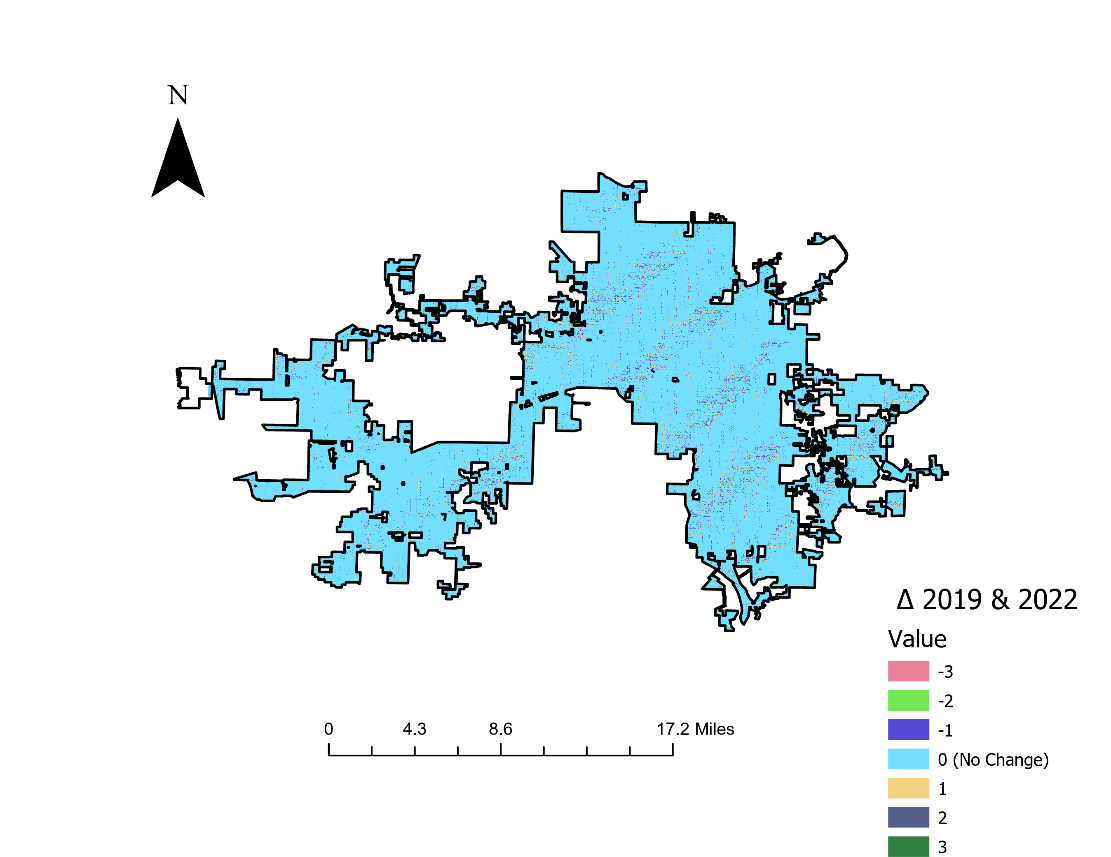 N
Δ 2019 & 2022
Value
-3
-2
-1
0 (No Change)
1
2
3
0 4.3 8.6 17.2 Miles